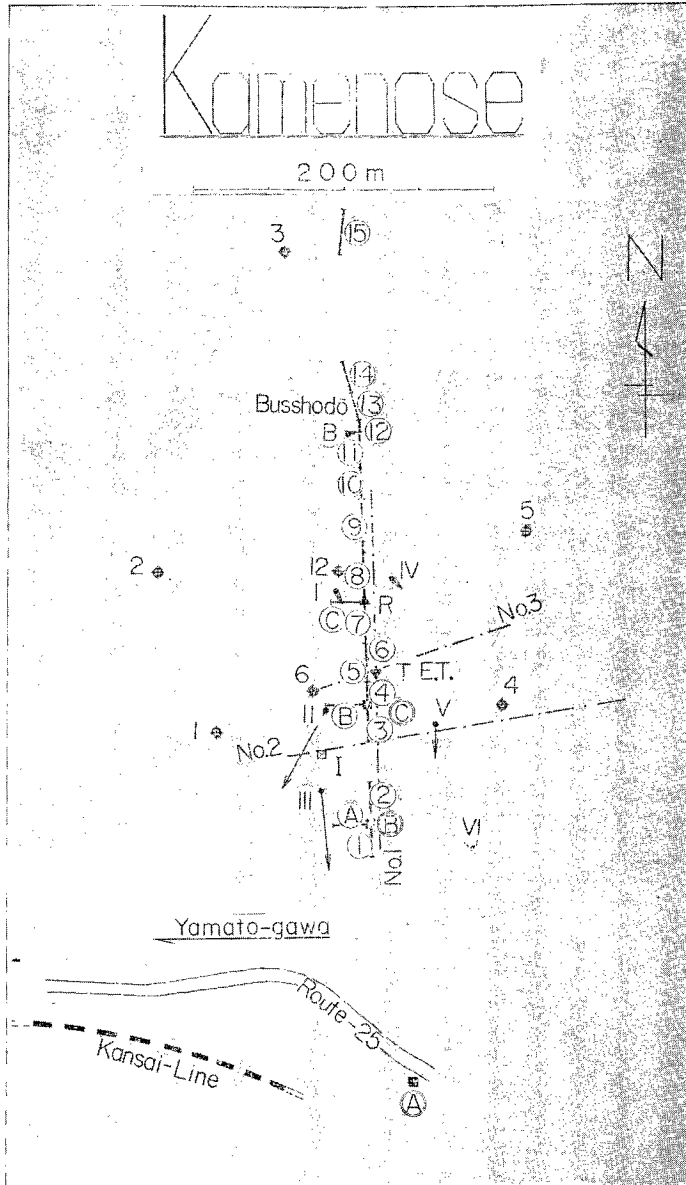 Kamenose
200m
3
⑮
N
⑭
Busshodō ⑬
B ⑫
⑪
⑩
5
⑨
2
12 ⑧ IV
I
R
Ⓒ ⑦
No.3
⑥
⑤ T E.T.
6
④ 4
II Ⓑ Ⓒ V
1 ③
No.2
I
III ②
Ⓐ Ⓑ VI
①
No.1
Yamato-gawa
Route-25
Kansai-Line
Ⓐ